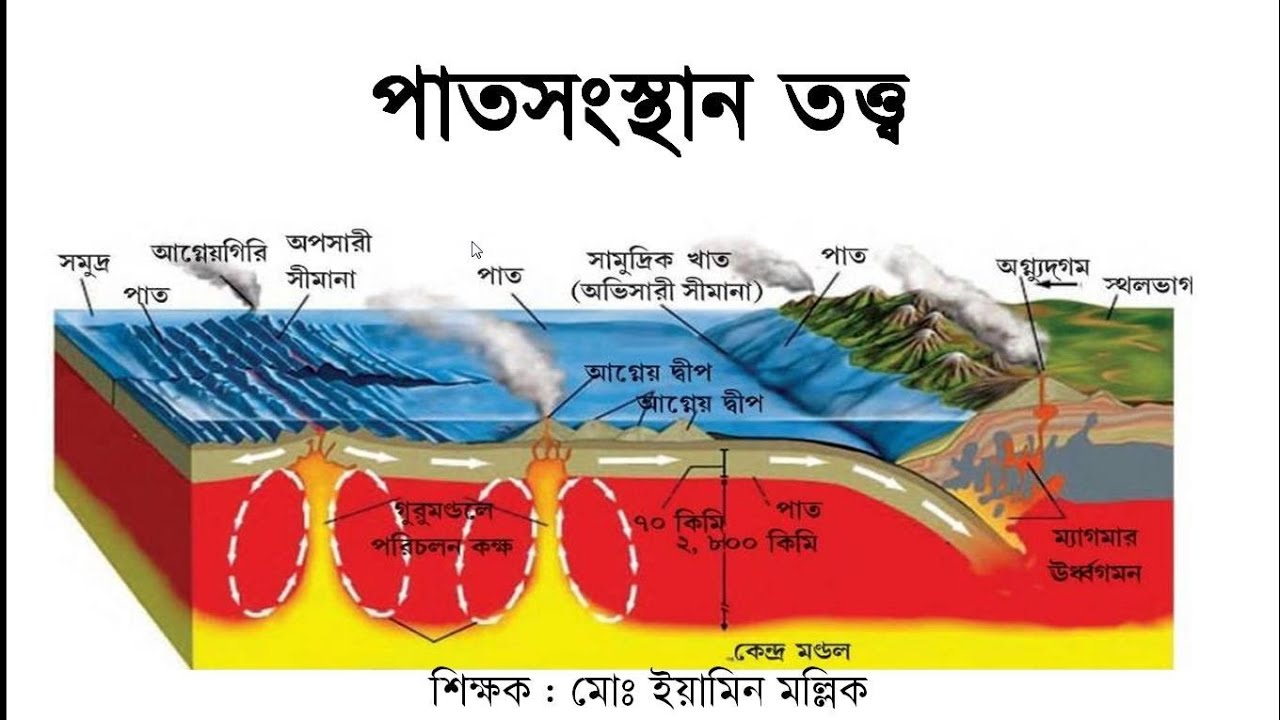 পাতসংস্থান তত্ত্ব
সমুদ্র
আগ্নেয়গিরি
অপসারী
সীমানা
পাত
পাত
সামুদ্রিক খাত
(অভিসারী সীমানা)
পাত
অগ্ন্যুদগম
স্থলভাগ
আগ্নেয় দ্বীপ
আগ্নেয় দ্বীপ
গুরুমণ্ডলে
পরিচলন কক্ষ
৭০ কিমি
২, ৮০০ কিমি
পাত
ম্যাগমার
ঊর্ধ্বগমন
কেন্দ্র মণ্ডল
শিক্ষক : মোঃ ইয়ামিন মল্লিক